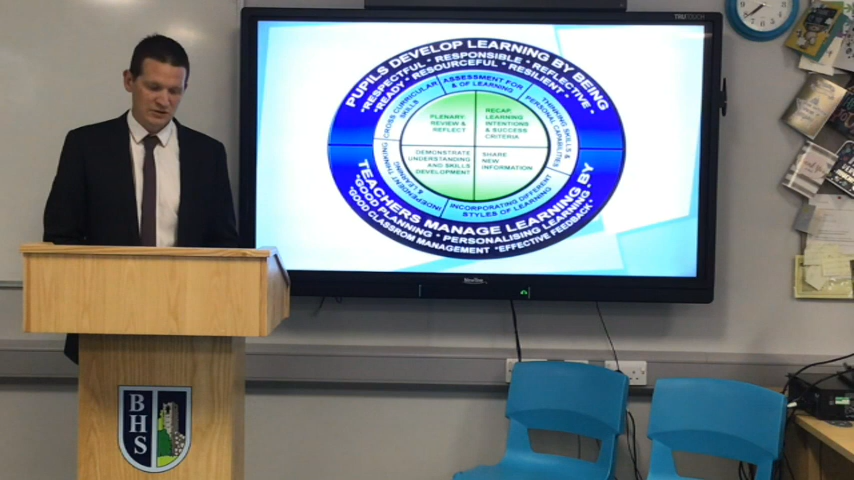 TRUTOUCH
PUPILS DEVELOP LEARNING BY BEING
*RESPECTFUL * RESPONSIBLE * REFLECTIVE
*READY * RESOURCEFUL * RESILIENT *
ASSESSMENT FOR
& OF LEARNING
CROSS CURRICULAR
SKILLS
THINKING SKILLS &
PERSONAL CAPABILITIES
PLENARY
REVIEW &
REFLECT
RECAP,
LEARNING
INTENTIONS
& SUCCESS
CRITERIA
DEMONSTRATE
UNDERSTANDING
AND SKILLS
DEVELOPMENT
SHARE
NEW
INFORMATION
INDEPENDENT THINKING
& LEARNING
INCORPORATING DIFFERENT
STYLES OF LEARNING
TEACHERS MANAGE LEARNING BY
*GOOD PLANNING * PERSONALISING LEARNING *
*GOOD CLASSROM MANAGEMENT *EFFECTIVE FEEDBACK*
Newline
BHS